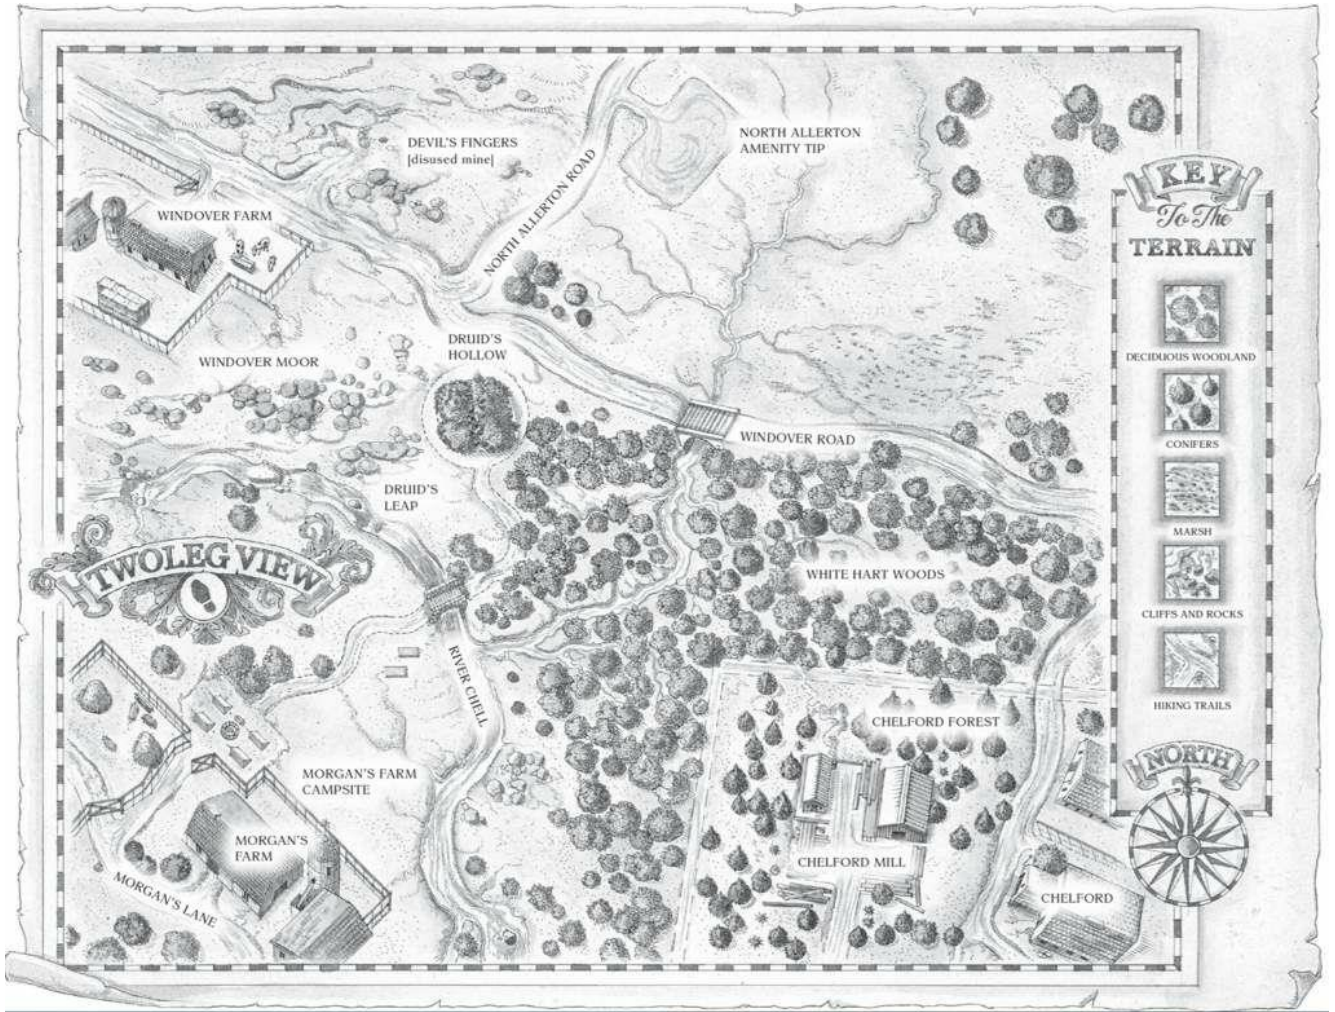 DEVIL'S FINGERS
[disused mine]
NORTH ALLERTON
AMENITY TIP
NORTH ALLERTON ROAD
WINDOVER FARM
DRUID'S
HOLLOW
WINDOVER MOOR
WINDOVER ROAD
DRUID'S
LEAP
TWOLEG VIEW
WHITE HART WOODS
RIVER CHELL
CHELFORD FOREST
MORGAN'S FARM
CAMPSITE
MORGAN'S
FARM
CHELFORD MILL
MORGAN'S LANE
CHELFORD
KEY
To The
TERRAIN
DECIDUOUS WOODLAND
CONIFERS
MARSH
CLIFFS AND ROCKS
HIKING TRAILS
NORTH